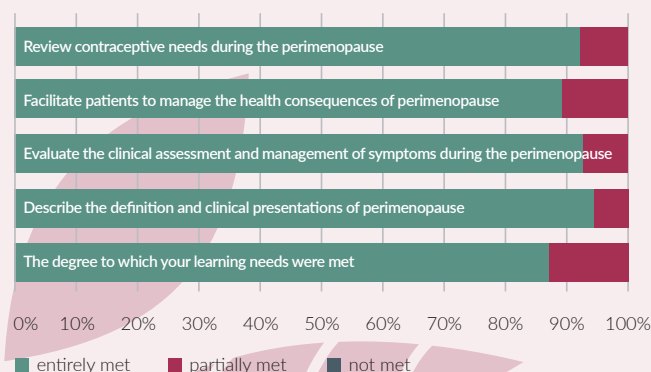 Review contraceptive needs during the perimenopause
Facilitate patients to manage the health consequences of perimenopause
Evaluate the clinical assessment and management of symptoms during the perimenopause
Describe the definition and clinical presentations of perimenopause
The degree to which your learning needs were met
0% 10% 20% 30% 40% 50% 60% 70% 80% 90% 100%
entirely met partially met not met